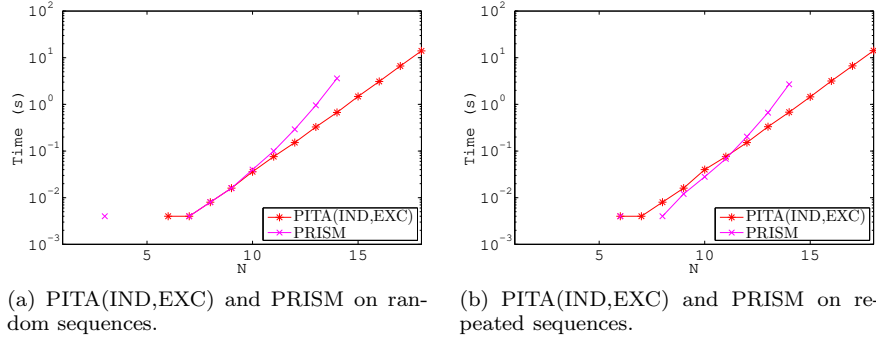 10^2
10^1
10^0
10^-1
10^-2
10^-3
Time (s)
5
10
15
N
PITA(IND,EXC)
PRISM
(a) PITA(IND,EXC) and PRISM on ran-
dom sequences.
10^2
10^1
10^0
10^-1
10^-2
10^-3
Time (s)
5
10
15
N
PITA(IND,EXC)
PRISM
(b) PITA(IND,EXC) and PRISM on re-
peated sequences.